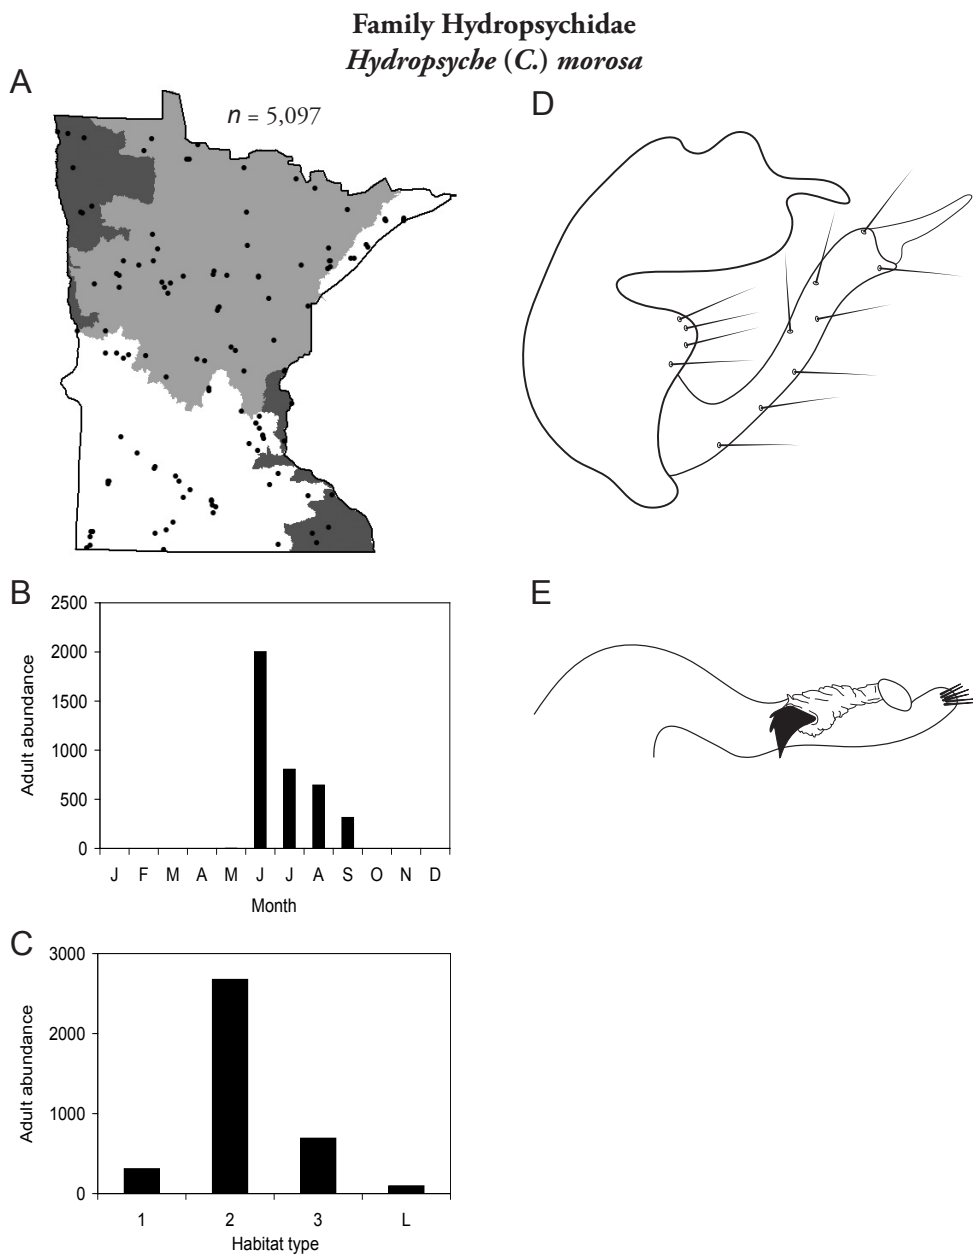 Family Hydropsychidae
Hydropsyche (C.) morosa
A
n = 5,097
D
B
2500
2000
1500
1000
500
0
Adult abundance
J F M A M J J A S O N D
Month
E
C
3000
2000
1000
0
Adult abundance
1 2 3 L
Habitat type